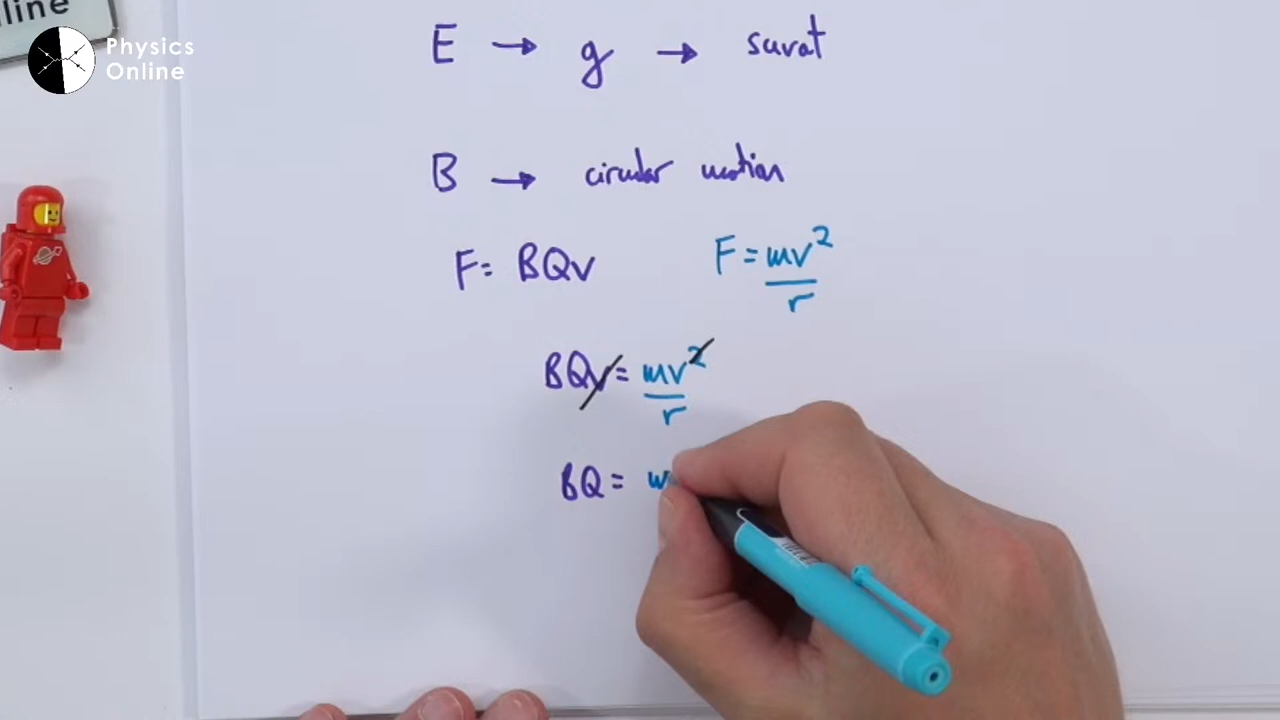 line
Physics
Online
E → g → suvat
B → circular motion
F = BQv F = mv²/r
BQv = mv²/r
BQ = m